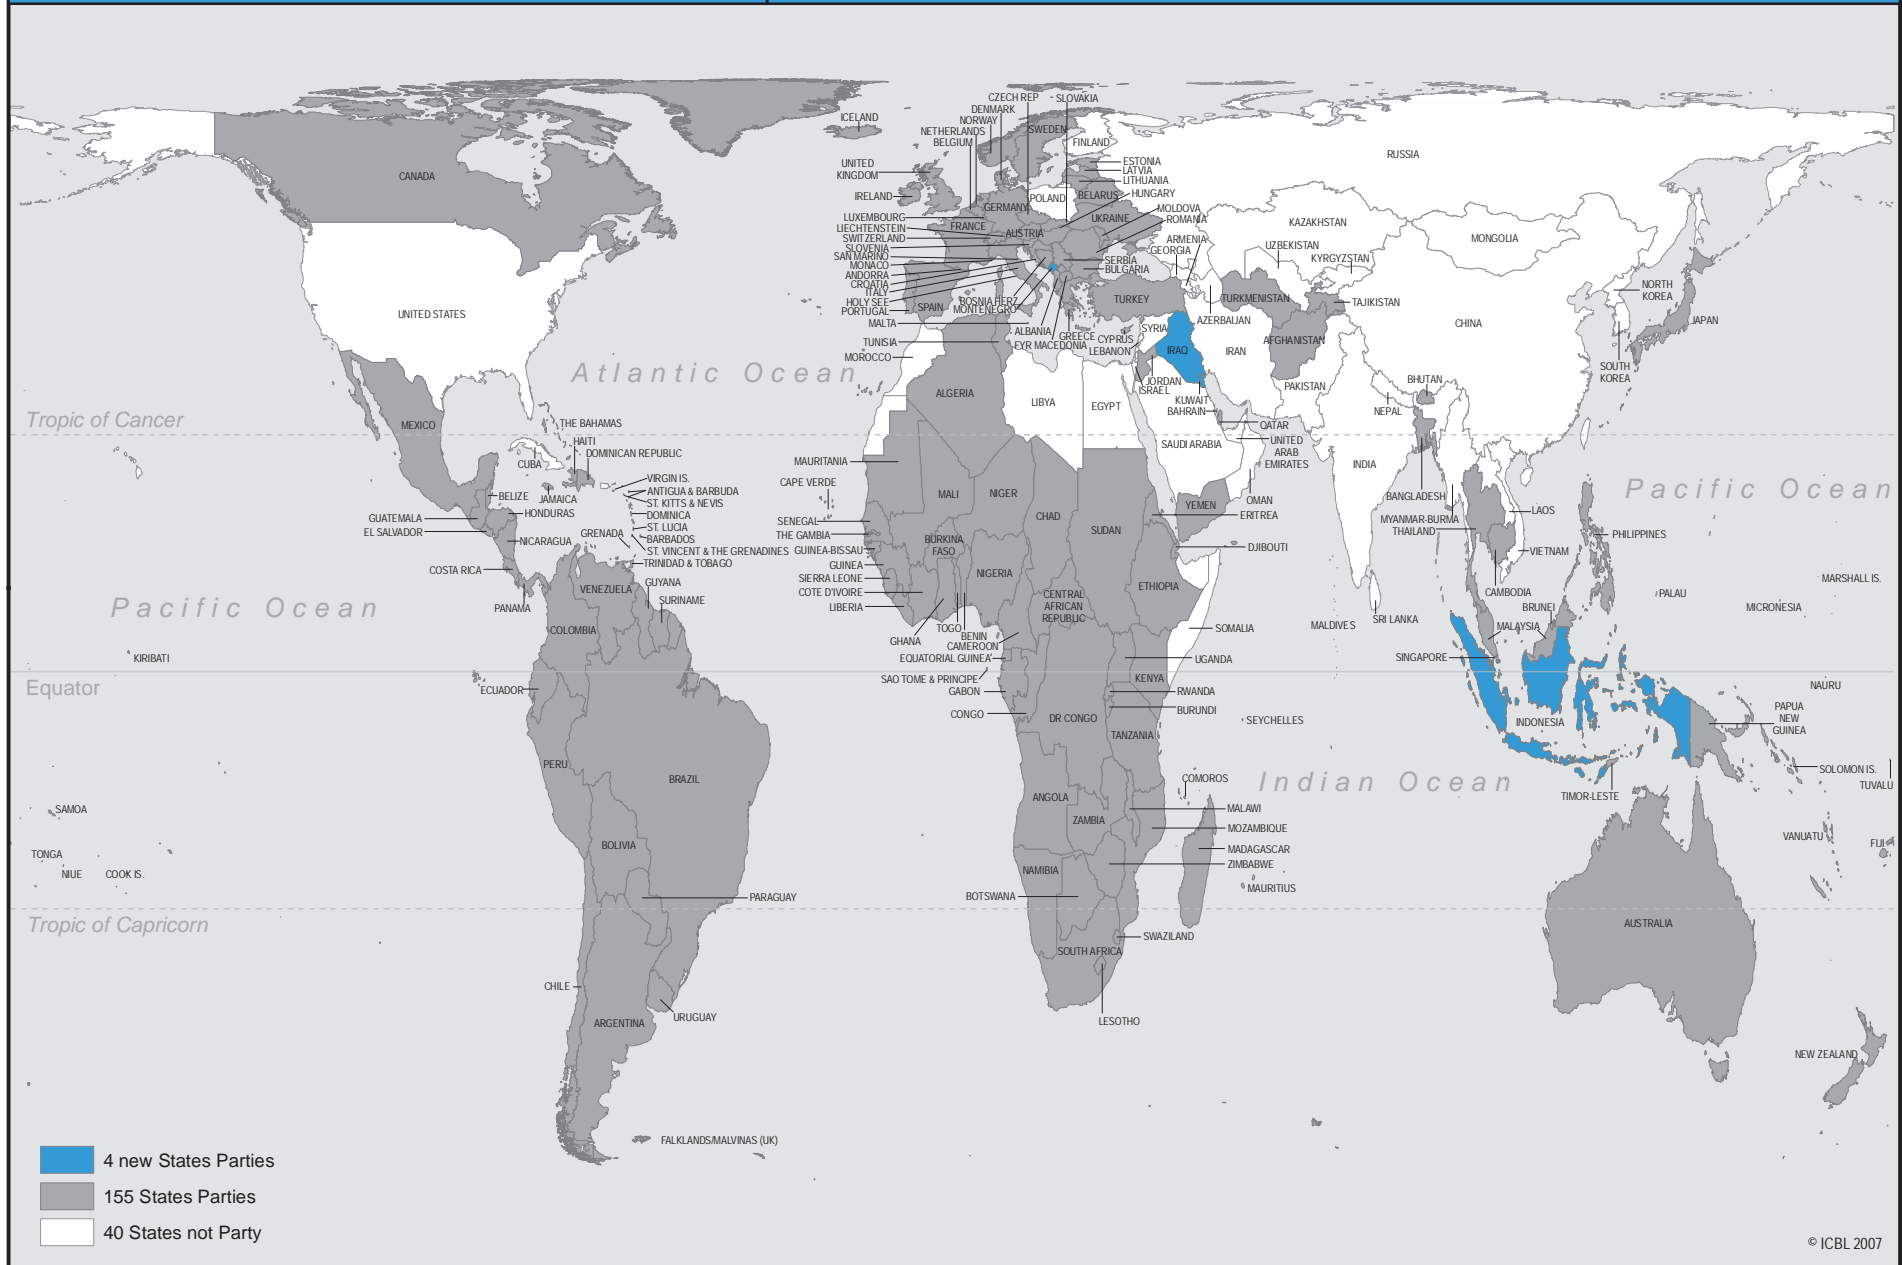 CZECH REP
SLOVAKIA
DENMARK
NORWAY
ICELAND
SWEDEN
NETHERLANDS
BELGIUM
FINLAND
RUSSIA
UNITED
KINGDOM
ESTONIA
LATVIA
LITHUANIA
CANADA
IRELAND
POLAND
BELARUS
HUNGARY
GERMANY
MOLDOVA
LUXEMBOURG
FRANCE
UKRAINE
ROMANIA
KAZAKHSTAN
LIECHTENSTEIN
AUSTRIA
SWITZERLAND
ARMENIA
MONGOLIA
SLOVENIA
GEORGIA
UZBEKISTAN
SAN MARINO
SERBIA
KYRGYZSTAN
MONACO
BULGARIA
ANDORRA
CROATIA
ITALY
HOLY SEE
BOSNIA HERZ
TURKEY
TURKMENISTAN
TAJIKISTAN
NORTH
KOREA
PORTUGAL
SPAIN
MONTENEGRO
UNITED STATES
MALTA
ALBANIA
GREECE
CYPRUS
SYRIA
AZERBAIJAN
CHINA
JAPAN
TUNISIA
FYR MACEDONIA
LEBANON
IRAQ
IRAN
AFGHANISTAN
MOROCCO
SOUTH
KOREA
Atlantic Ocean
ALGERIA
LIBYA
EGYPT
JORDAN
ISRAEL
KUWAIT
BAHRAIN
PAKISTAN
BHUTAN
NEPAL
Tropic of Cancer
MEXICO
THE BAHAMAS
QATAR
HAITI
DOMINICAN REPUBLIC
SAUDI ARABIA
UNITED
ARAB
EMIRATES
CUBA
MAURITANIA
INDIA
VIRGIN IS.
CAPE VERDE
BELIZE
JAMAICA
ANTIGUA & BARBUDA
ST. KITTS & NEVIS
MALI
NIGER
YEMEN
OMAN
BANGLADESH
Pacific Ocean
GUATEMALA
HONDURAS
DOMINICA
SENEGAL
CHAD
ERITREA
MYANMAR-BURMA
LAOS
EL SALVADOR
GRENADA
ST. LUCIA
BARBADOS
THE GAMBIA
SUDAN
THAILAND
PHILIPPINES
NICARAGUA
ST. VINCENT & THE GRENADINES
GUINEA-BISSAU
BURKINA
FASO
DJIBOUTI
VIETNAM
COSTA RICA
TRINIDAD & TOBAGO
GUINEA
NIGERIA
GUYANA
SIERRA LEONE
ETHIOPIA
MARSHALL IS.
VENEZUELA
COTE D'IVOIRE
CENTRAL
AFRICAN
REPUBLIC
CAMBODIA
PALAU
Pacific Ocean
PANAMA
SURINAME
LIBERIA
BRUNEI
MICRONESIA
COLOMBIA
GHANA
TOGO
BENIN
CAMEROON
SOMALIA
MALDIVES
SRI LANKA
MALAYSIA
KIRIBATI
EQUATORIAL GUINEA
UGANDA
SINGAPORE
Equator
ECUADOR
SAO TOME & PRINCIPE
GABON
KENYA
RWANDA
NAURU
CONGO
DR CONGO
BURUNDI
SEYCHELLES
INDONESIA
PAPUA
NEW
GUINEA
TANZANIA
PERU
BRAZIL
COMOROS
Indian Ocean
SOLOMON IS.
TUVALU
SAMOA
ANGOLA
MALAWI
TIMOR-LESTE
ZAMBIA
MOZAMBIQUE
VANUATU
FIJI
TONGA
BOLIVIA
MADAGASCAR
NIUE
COOK IS.
NAMIBIA
ZIMBABWE
PARAGUAY
BOTSWANA
MAURITIUS
Tropic of Capricorn
AUSTRALIA
SWAZILAND
SOUTH AFRICA
CHILE
URUGUAY
ARGENTINA
LESOTHO
NEW ZEALAND
FALKLANDS/MALVINAS (UK)
4 new States Parties
155 States Parties
40 States not Party
© ICBL 2007